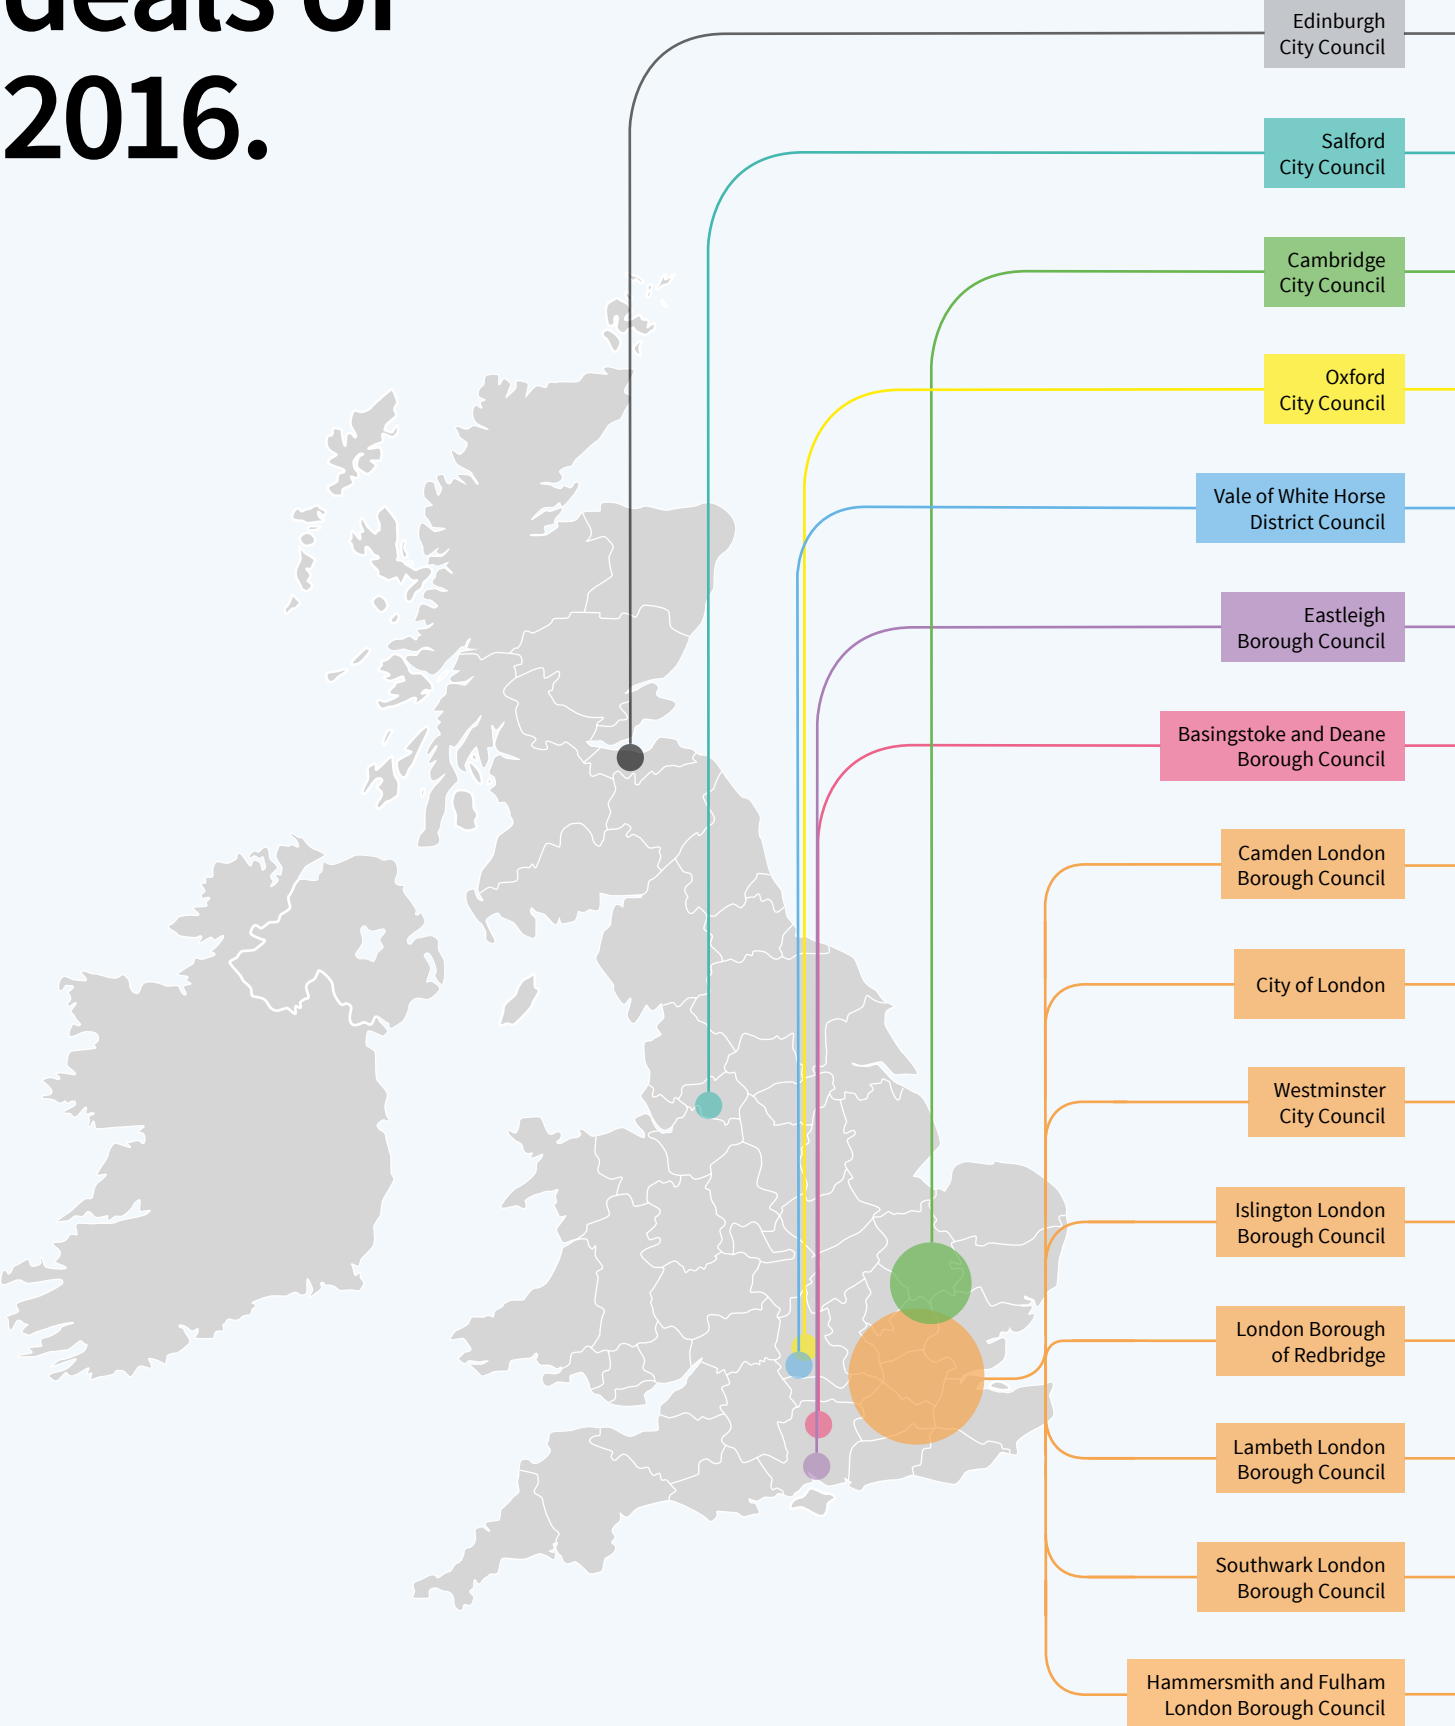 deals of
2016.
Edinburgh
City Council
Salford
City Council
Cambridge
City Council
Oxford
City Council
Vale of White Horse
District Council
Eastleigh
Borough Council
Basingstoke and Deane
Borough Council
Camden London
Borough Council
City of London
Westminster
City Council
Islington London
Borough Council
London Borough
of Redbridge
Lambeth London
Borough Council
Southwark London
Borough Council
Hammersmith and Fulham
London Borough Council